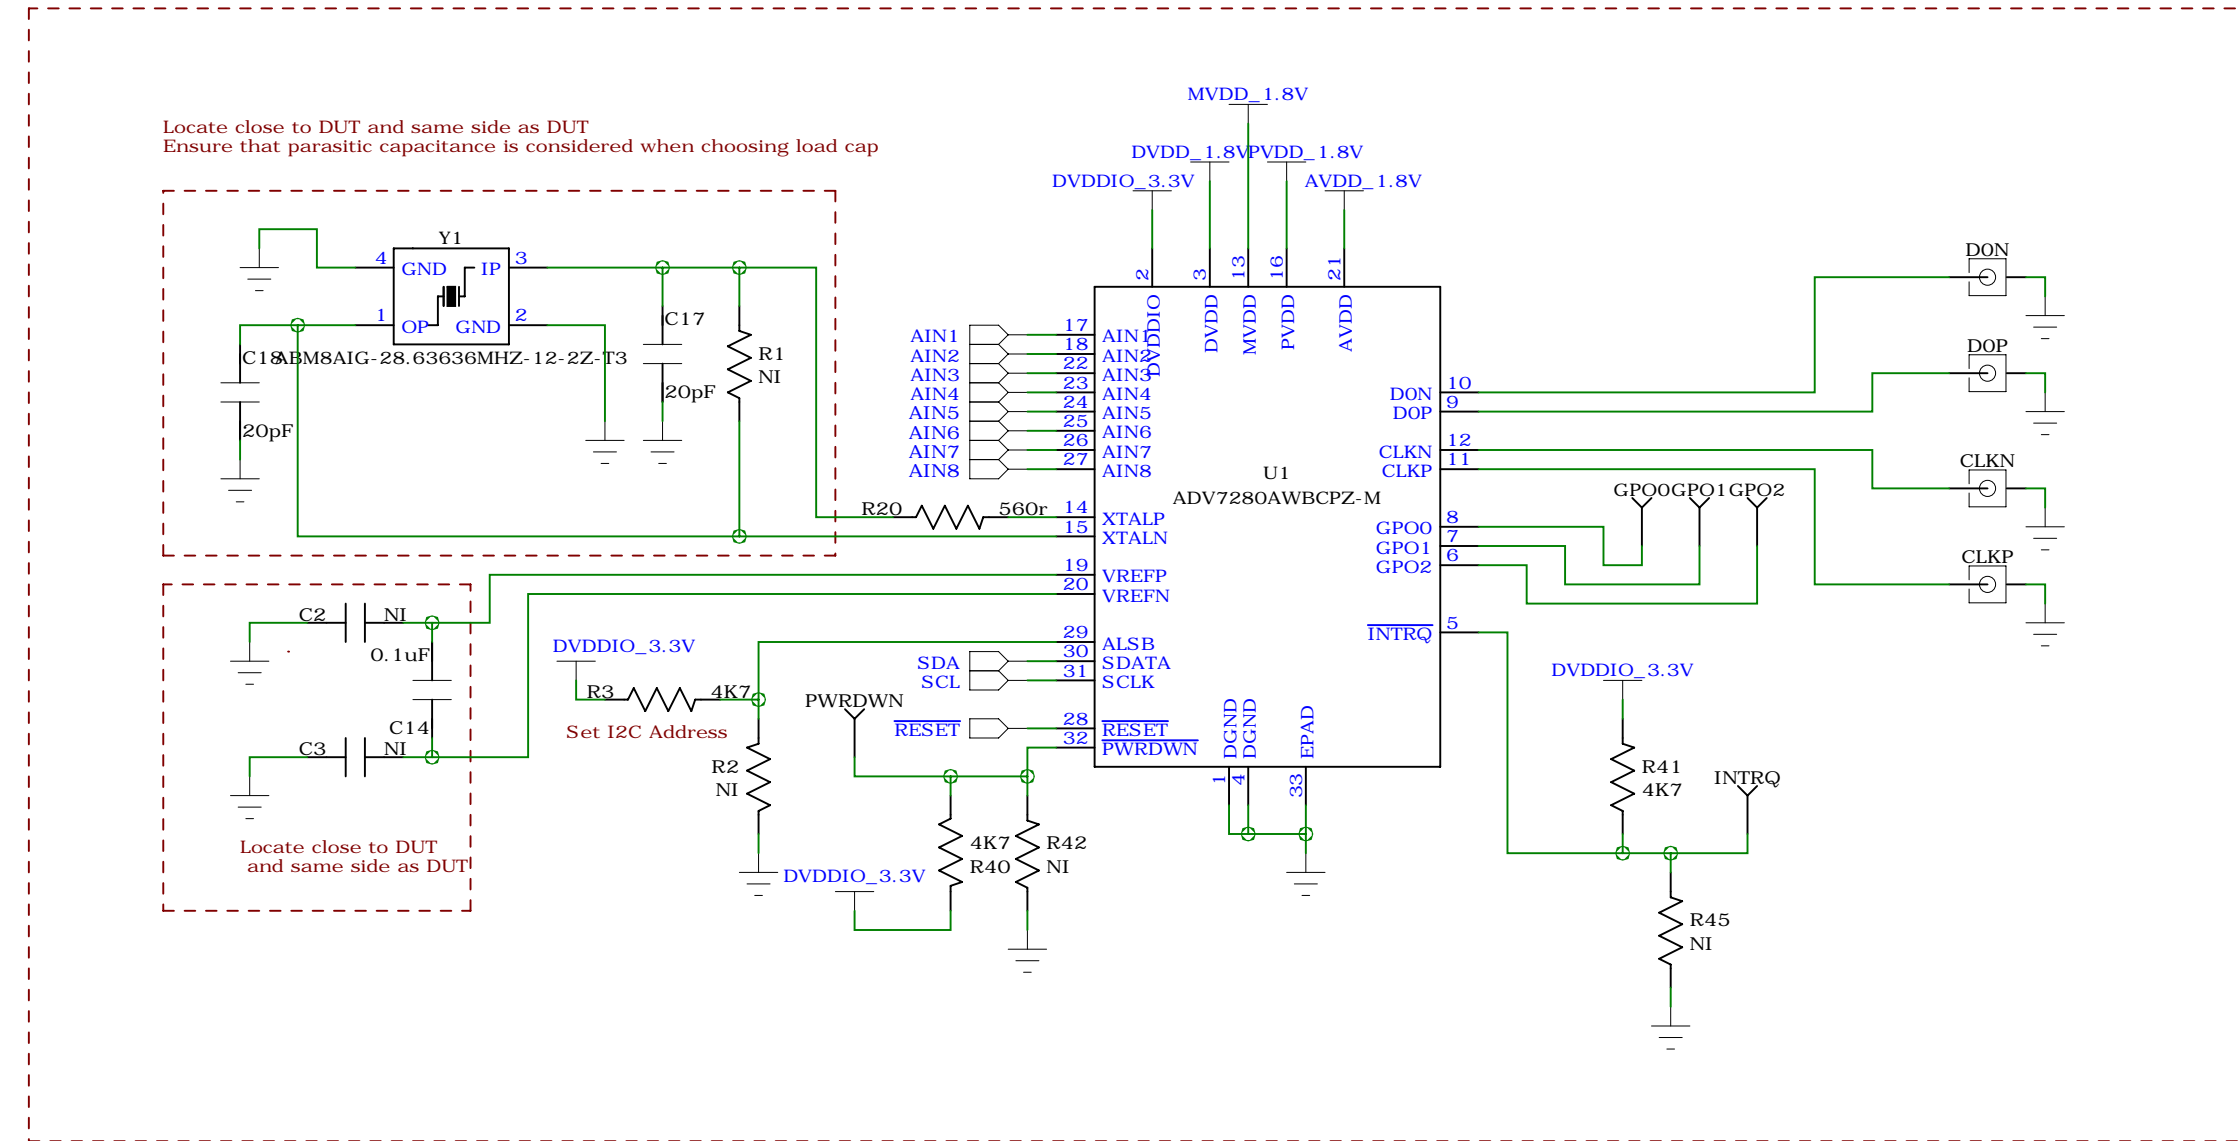 MVDD_1.8V
DVDD_1.8V PVDD_1.8V
DVDDIO_3.3V AVDD_1.8V
Locate close to DUT and same side as DUT
Ensure that parasitic capacitance is considered when choosing load cap
Y1
4 GND IP 3
1 OP GND 2
C18 ABM8AIG-28.63636MHZ-12-2Z-T3
20pF
C17
20pF
R1
NI
R20 560r
2 3 13 16 21
DVDDIO DVDD MVDD PVDD AVDD
AIN1 17 AIN1
AIN2 18 AIN2
AIN3 22 AIN3
AIN4 23 AIN4
AIN5 24 AIN5
AIN6 25 AIN6
AIN7 26 AIN7
AIN8 27 AIN8
14 XTALP
15 XTALN
19 VREFP
20 VREFN
29 ALSB
SDA 30 SDATA
SCL 31 SCLK
RESET 28 RESET
32 PWRDWN
U1
ADV7280AWBCPZ-M
DON 10
DOP 9
CLKN 12
CLKP 11
GPO0 8
GPO1 7
GPO2 6
INTRQ 5
DGND DGND EPAD
1 4 33
DON
DOP
CLKN
CLKP
GPO0 GPO1 GPO2
C2 NI
0.1uF
C14
C3 NI
Locate close to DUT
and same side as DUT
DVDDIO_3.3V
R3 4K7
Set I2C Address
R2
NI
PWRDWN
4K7
R40
R42
NI
DVDDIO_3.3V
DVDDIO_3.3V
R41
4K7
INTRQ
R45
NI